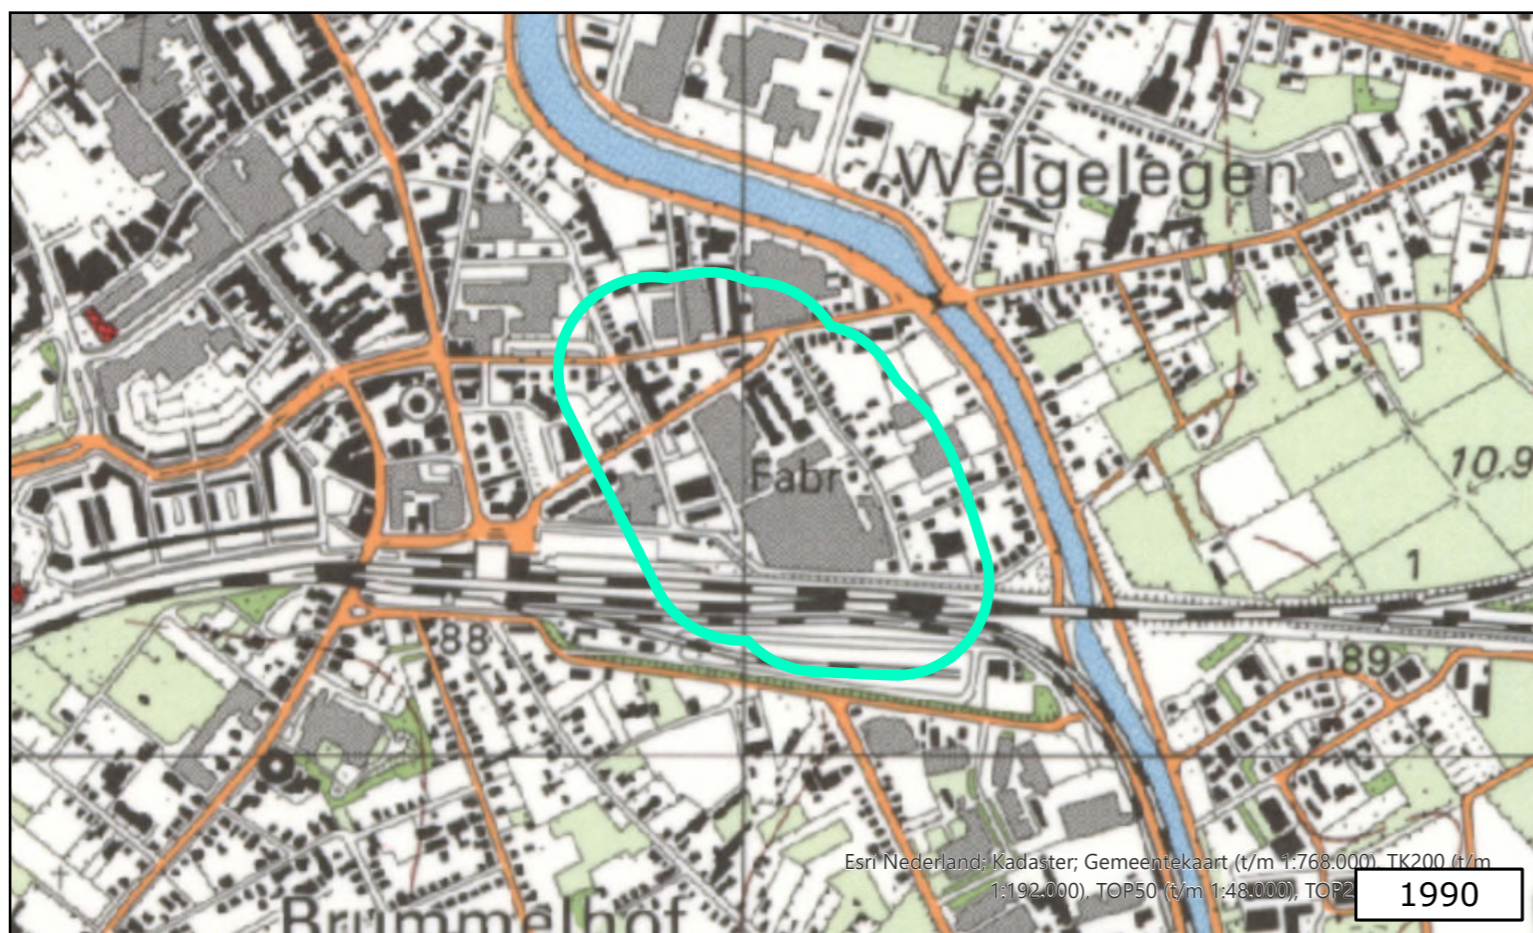 Welgelegen
Fabr
10.9
1
88
89
Esri Nederland; Kadaster; Gemeentekaart (t/m 1:768.000), TK200 (t/m
1:192.000), TOP50 (t/m 1:48.000), TOP2
1990
Brummelhof